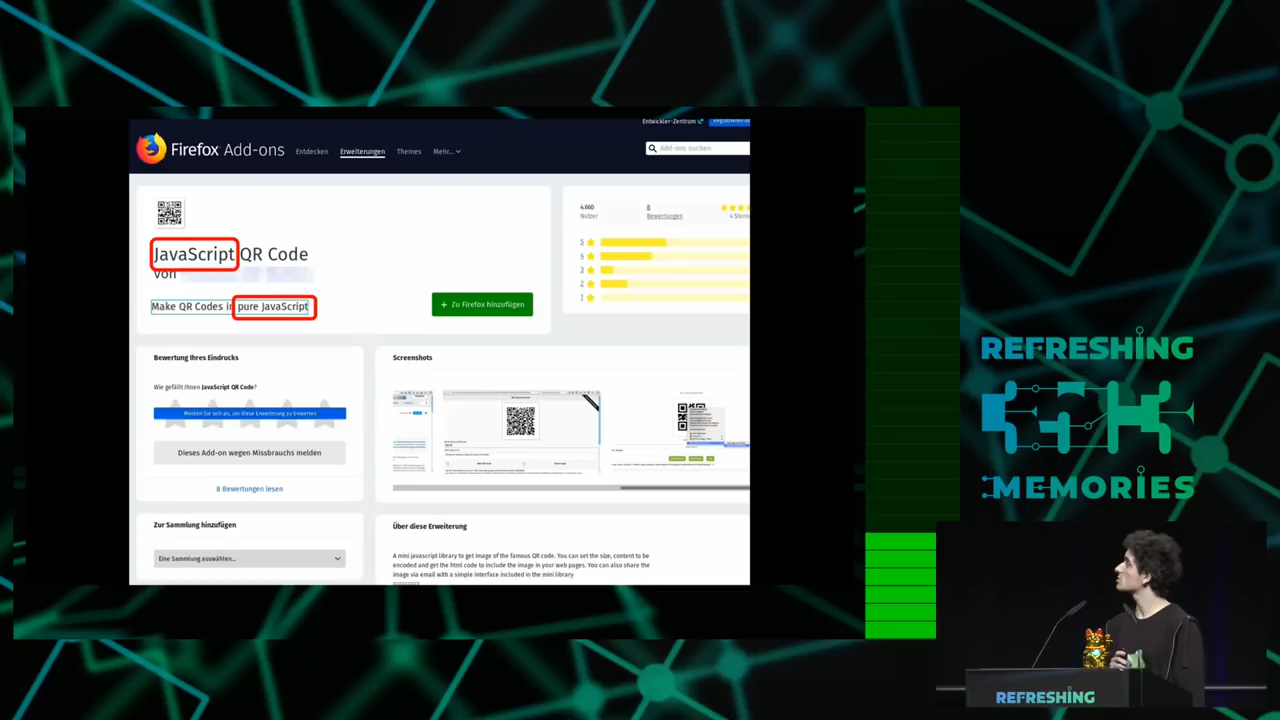 Entwickler-Zentrum
Registrieren od
Firefox Add-ons
Entdecken
Erweiterungen
Themes
Mehr...
Add-ons suchen
JavaScript QR Code
von
Make QR Codes in pure JavaScript
+ Zu Firefox hinzufügen
4.660
Nutzer
8
Bewertungen
4 Stern
5
4
3
2
1
Bewertung Ihres Eindrucks
Wie gefällt Ihnen JavaScript QR Code?
Melden Sie sich an, um diese Erweiterung zu bewerten
Dieses Add-on wegen Missbrauchs melden
8 Bewertungen lesen
Zur Sammlung hinzufügen
Eine Sammlung auswählen...
Screenshots
Über diese Erweiterung
A mini javascript library to get image of the famous QR code. You can set the size, content to be
encoded and get the html code to include the image in your web pages. You can also share the
image via email with a simple interface included in the mini library
REFRESHING
MEMORIES
REFRESHING